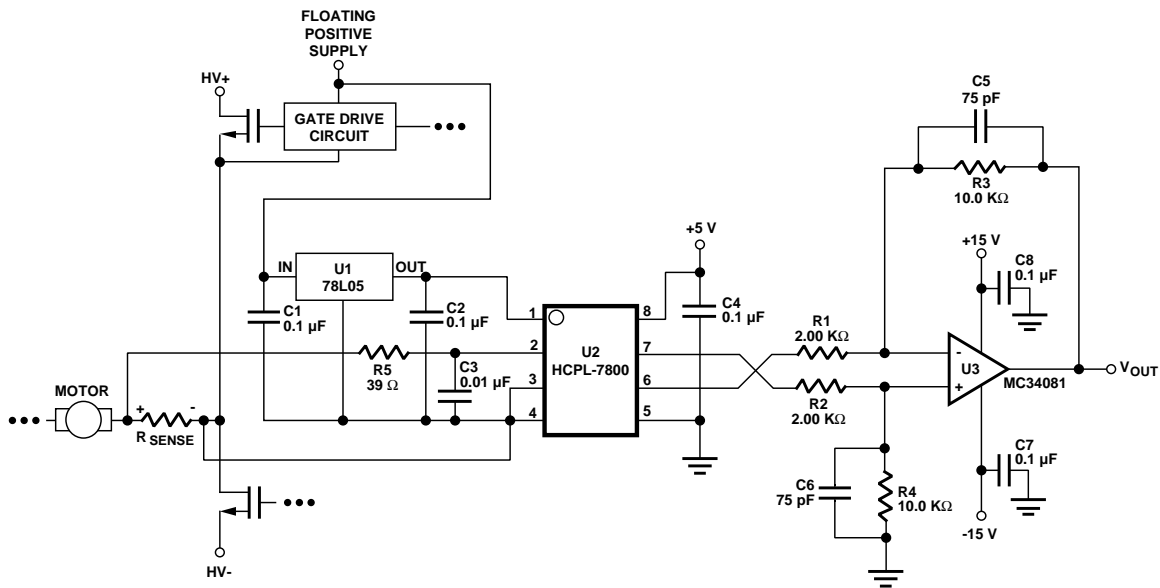 FLOATING
POSITIVE
SUPPLY
HV+
GATE DRIVE
CIRCUIT
C5
75 pF
R3
10.0 KΩ
+5 V
+15 V
IN
U1
78L05
OUT
C8
0.1 µF
C1
0.1 µF
C2
0.1 µF
C4
0.1 µF
1
8
R1
2.00 KΩ
2
7
U2
HCPL-7800
R5
39 Ω
C3
0.01 µF
3
6
-
+
U3
MC34081
VOUT
R2
2.00 KΩ
MOTOR
+
-
R SENSE
4
5
C7
0.1 µF
C6
75 pF
R4
10.0 KΩ
-15 V
HV-